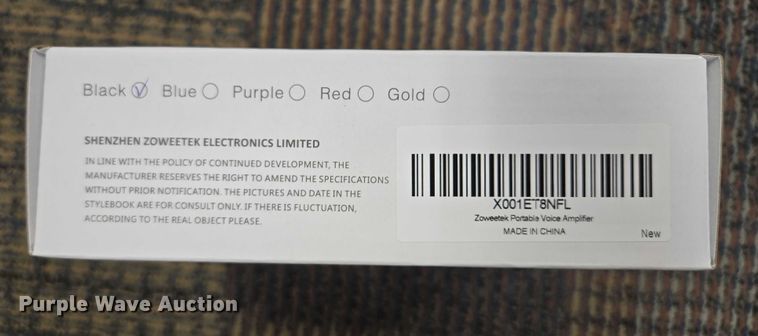 Black Blue Purple Red Gold
SHENZHEN ZOWEETEK ELECTRONICS LIMITED
IN LINE WITH THE POLICY OF CONTINUED DEVELOPMENT, THE
MANUFACTURER RESERVES THE RIGHT TO AMEND THE SPECIFICATIONS
WITHOUT PRIOR NOTIFICATION. THE PICTURES AND DATE IN THE
STYLEBOOK ARE FOR CONSULT ONLY. IF THERE IS FLUCTUATION,
ACCORDING TO THE REAL OBJECT PLEASE.
X001ET8NFL
Zoweetek Portable Voice Amplifier
MADE IN CHINA
New
Purple Wave Auction